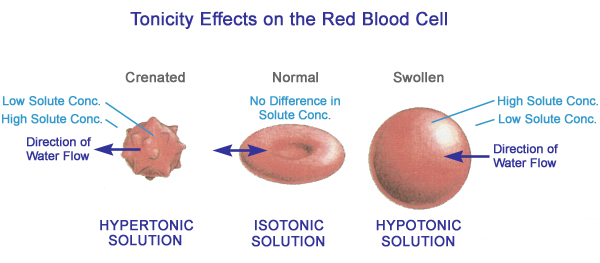 Tonicity Effects on the Red Blood Cell
Crenated
Low Solute Conc.
High Solute Conc.
Direction of
Water Flow
HYPERTONIC
SOLUTION
Normal
No Difference in
Solute Conc.
ISOTONIC
SOLUTION
Swollen
High Solute Conc.
Low Solute Conc.
Direction of
Water Flow
HYPOTONIC
SOLUTION